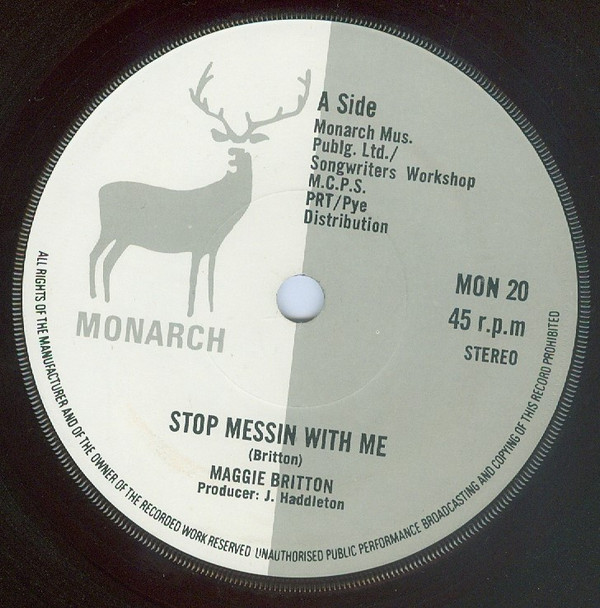 A Side
Monarch Mus.
Publg. Ltd./
Songwriters Workshop
M.C.P.S.
PRT/Pye
Distribution
MON 20
45 r.p.m
STEREO
MONARCH
STOP MESSIN WITH ME
(Britton)
MAGGIE BRITTON
Producer: J. Haddleton
ALL RIGHTS OF THE MANUFACTURER AND OF THE OWNER OF THE RECORDED WORK RESERVED UNAUTHORISED PUBLIC PERFORMANCE BROADCASTING AND COPYING OF THIS RECORD PROHIBITED